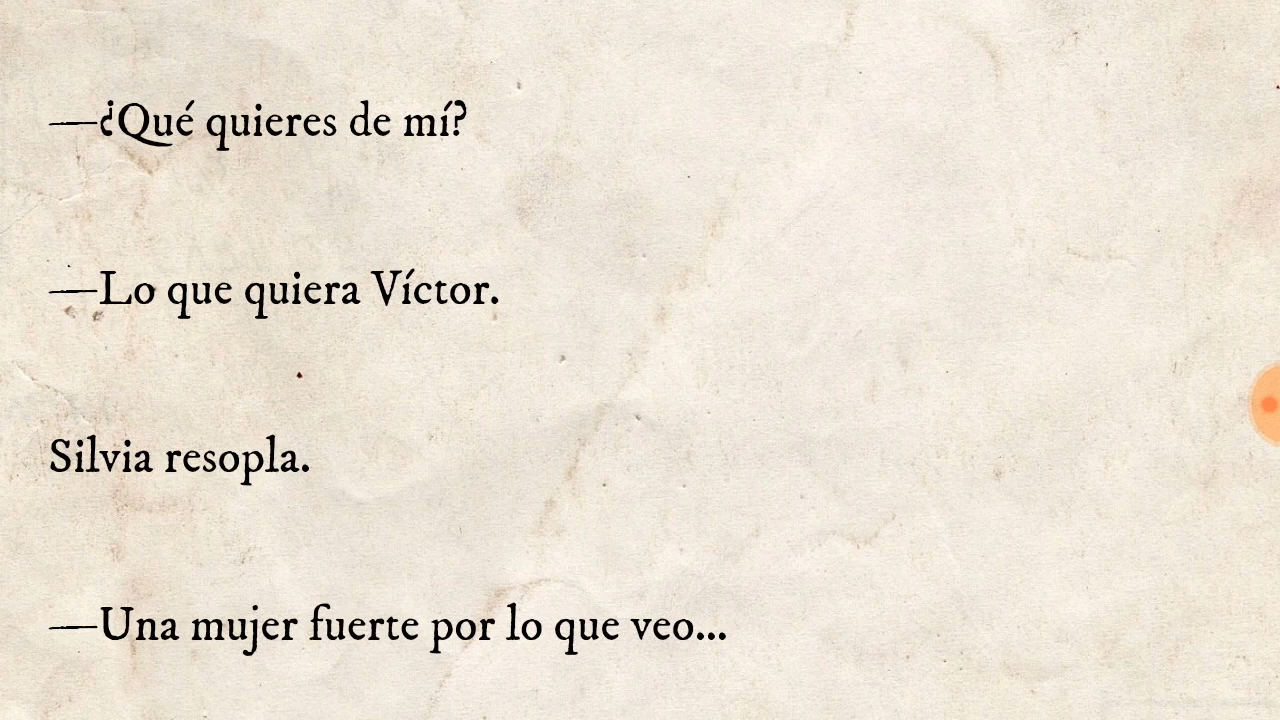 —¿Qué quieres de mí?
—Lo que quiera Víctor.
Silvia resopla.
—Una mujer fuerte por lo que veo...